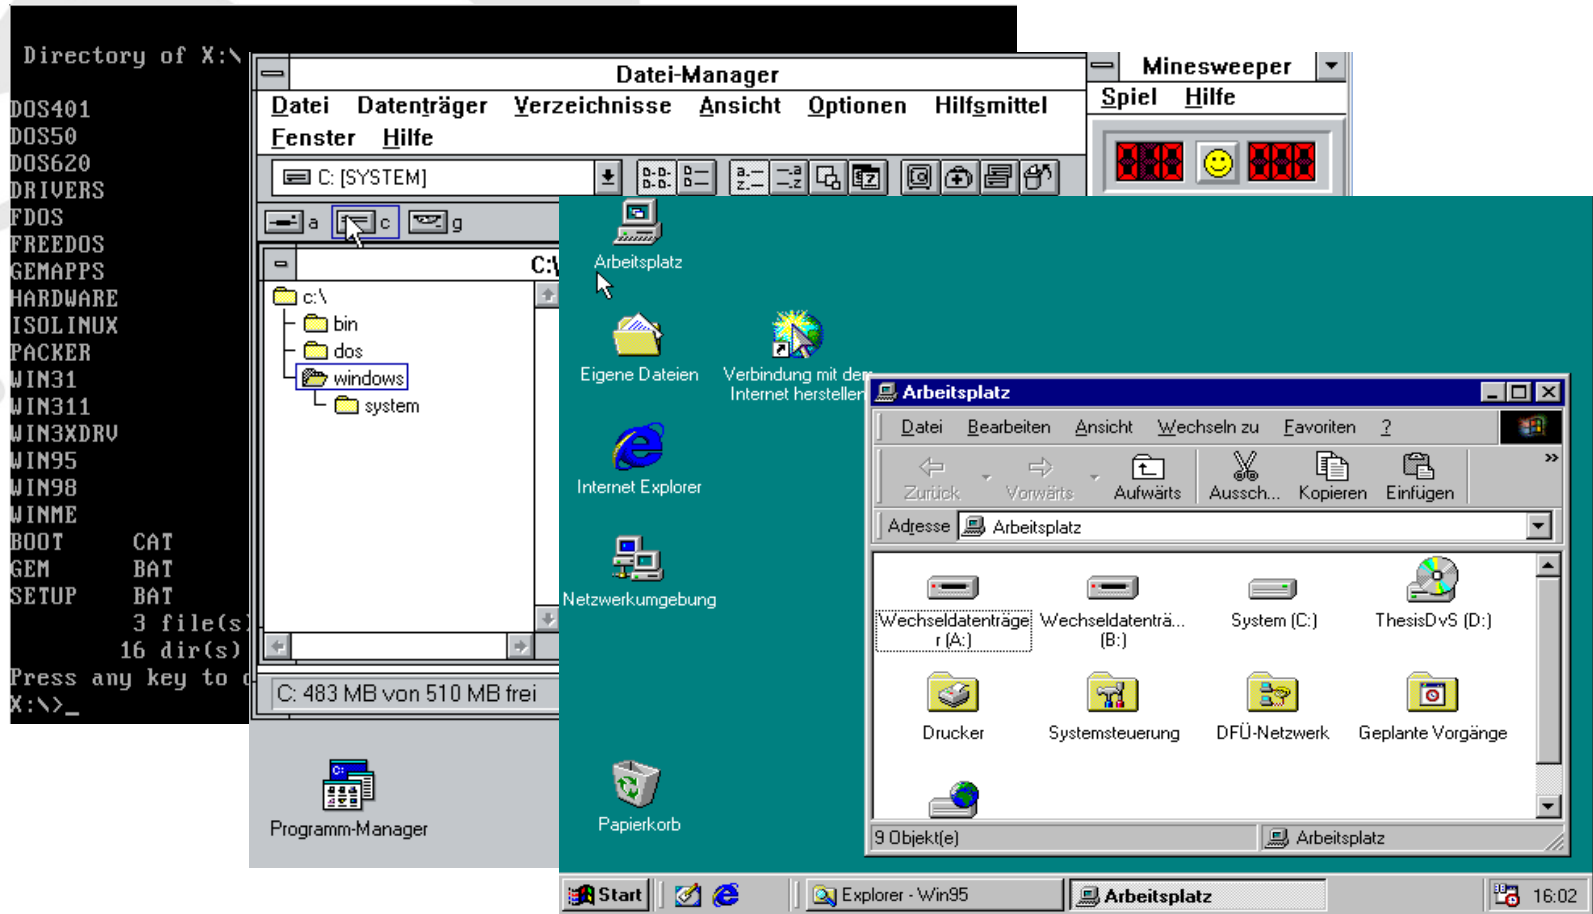 Directory of X:\
DOS401
DOS50
DOS620
DRIVERS
FDOS
FREEDOS
GEMAPPS
HARDWARE
ISOLINUX
PACKER
WIN31
WIN311
WIN3XDRV
WIN95
WIN98
WINME
BOOT CAT
GEM BAT
SETUP BAT
3 file(s)
16 dir(s)
Press any key to
X:\>_
Datei-Manager
Datei Datenträger Verzeichnisse Ansicht Optionen Hilfsmittel
Fenster Hilfe
C: [SYSTEM]
a c g
C:\
c:\
bin
dos
windows
system
C: 483 MB von 510 MB frei
Programm-Manager
Minesweeper
Spiel Hilfe
Arbeitsplatz
Eigene Dateien
Verbindung mit dem
Internet herstellen
Internet Explorer
Netzwerkumgebung
Papierkorb
Arbeitsplatz
Datei Bearbeiten Ansicht Wechseln zu Favoriten ?
Zurück Vorwärts Aufwärts Aussch... Kopieren Einfügen »
Adresse Arbeitsplatz
Wechseldatenträge
r (A:)
Wechseldatenträ...
(B:)
System (C:)
ThesisDvS (D:)
Drucker
Systemsteuerung
DFÜ-Netzwerk
Geplante Vorgänge
9 Objekt(e)
Arbeitsplatz
Start
Explorer - Win95
Arbeitsplatz
16:02